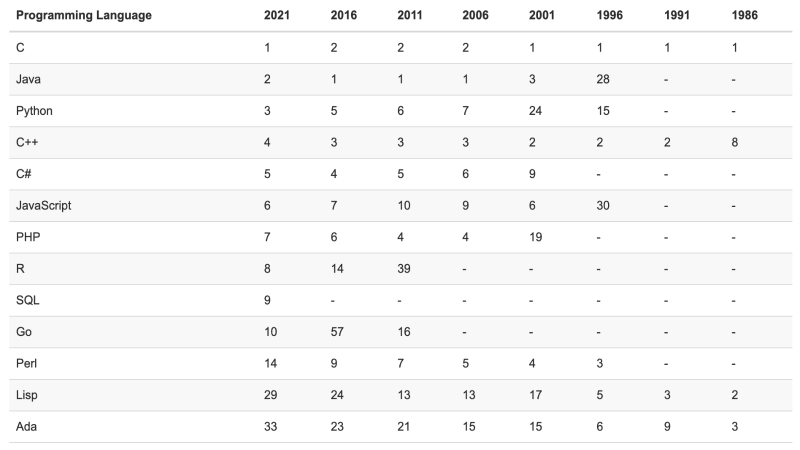 Programming Language 2021 2016 2011 2006 2001 1996 1991 1986
C 1 2 2 2 1 1 1 1
Java 2 1 1 1 3 28 - -
Python 3 5 6 7 24 15 - -
C++ 4 3 3 3 2 2 2 8
C# 5 4 5 6 9 - - -
JavaScript 6 7 10 9 6 30 - -
PHP 7 6 4 4 19 - - -
R 8 14 39 - - - - -
SQL 9 - - - - - - -
Go 10 57 16 - - - - -
Perl 14 9 7 5 4 3 - -
Lisp 29 24 13 13 17 5 3 2
Ada 33 23 21 15 15 6 9 3